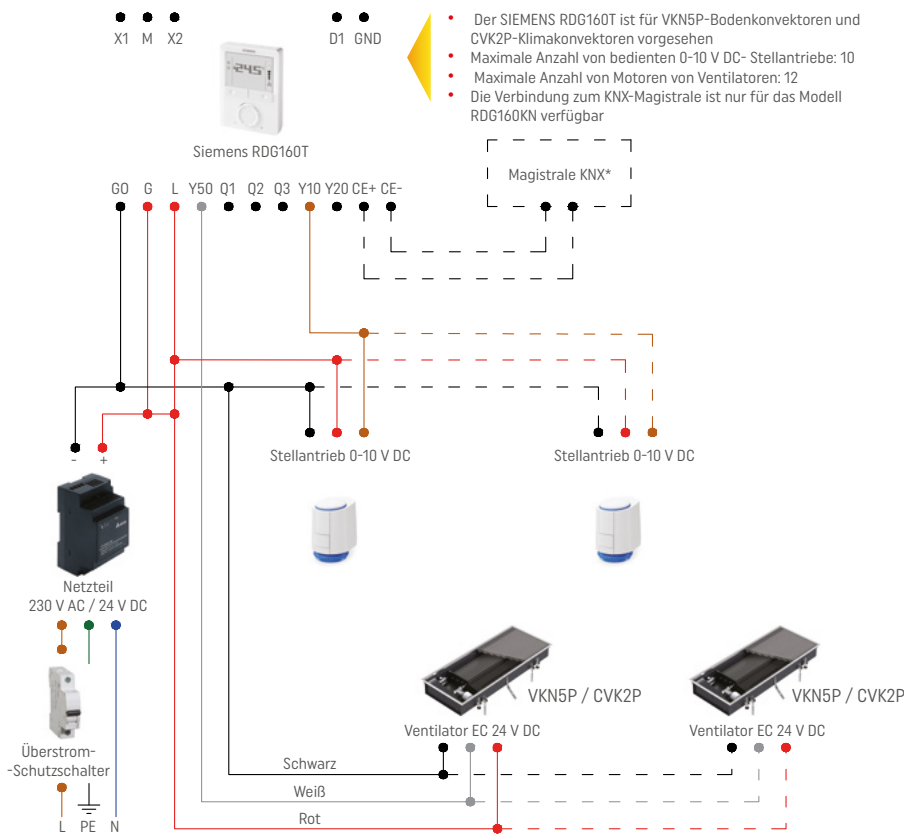 X1 M X2
D1 GND
• Der SIEMENS RDG160T ist für VKN5P-Bodenkonvektoren und
CVK2P-Klimakonvektoren vorgesehen
• Maximale Anzahl von bedienten 0-10 V DC- Stellantriebe: 10
• Maximale Anzahl von Motoren von Ventilatoren: 12
• Die Verbindung zum KNX-Magistrale ist nur für das Modell
RDG160KN verfügbar
Siemens RDG160T
Magistrale KNX*
G0 G L Y50 Q1 Q2 Q3 Y10 Y20 CE+ CE-
- +
Stellantrieb 0-10 V DC
Stellantrieb 0-10 V DC
Netzteil
230 V AC / 24 V DC
VKN5P / CVK2P
VKN5P / CVK2P
Ventilator EC 24 V DC
Ventilator EC 24 V DC
Überstrom-
-Schutzschalter
Schwarz
Weiß
Rot
L PE N